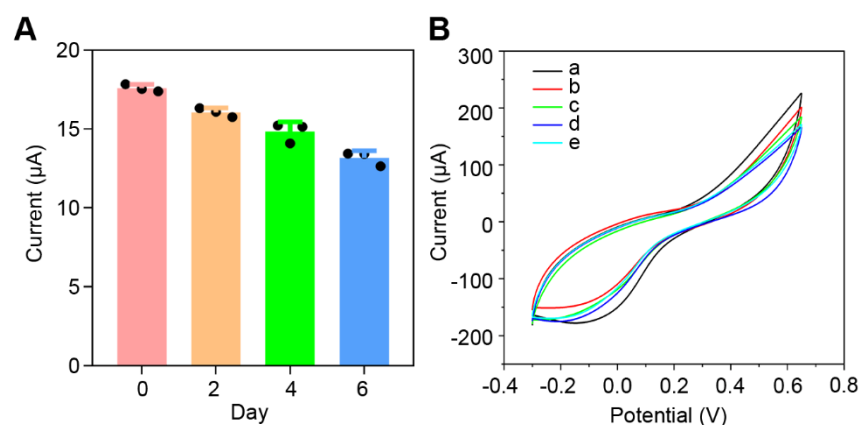 A
Current (μA)
20
15
10
5
0
0 2 4 6
Day
B
Current (μA)
300
200
100
0
-100
-200
a
b
c
d
e
-0.4 -0.2 0.0 0.2 0.4 0.6 0.8
Potential (V)